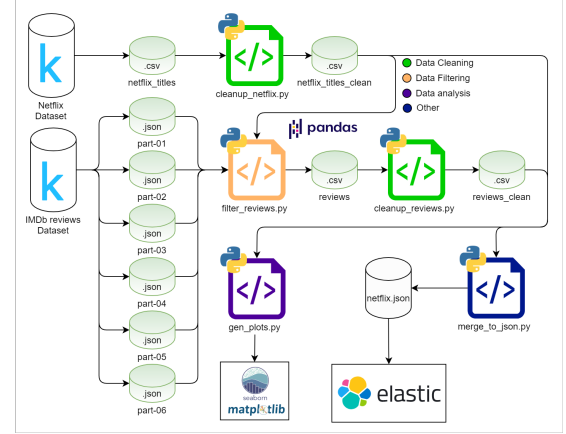 k
Netflix
Dataset
.csv
netflix_titles
</>
cleanup_netflix.py
.csv
netflix_titles_clean
Data Cleaning
Data Filtering
Data analysis
Other
pandas
k
IMDb reviews
Dataset
.json
part-01
.json
part-02
.json
part-03
.json
part-04
.json
part-05
.json
part-06
</>
filter_reviews.py
.csv
reviews
</>
cleanup_reviews.py
.csv
reviews_clean
</>
gen_plots.py
netflix.json
</>
merge_to_json.py
seaborn
matplotlib
elastic